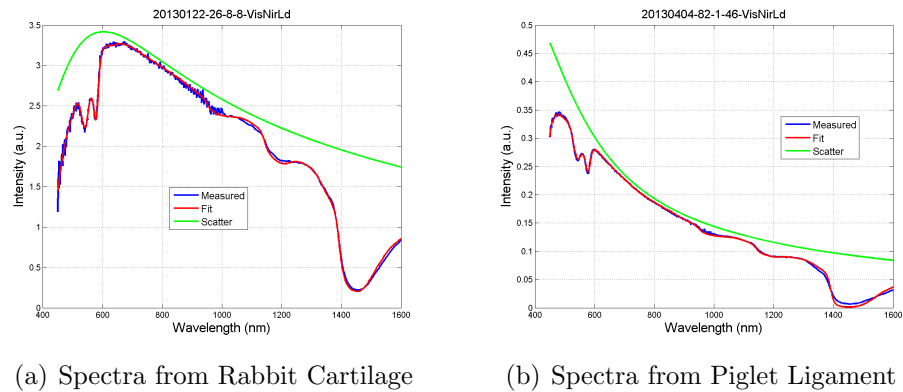 20130122-26-8-8-VisNirLd
Intensity (a.u.)
3.5
3
2.5
2
1.5
1
0.5
0
400
600
800
1000
1200
1400
1600
Wavelength (nm)
Measured
Fit
Scatter
(a) Spectra from Rabbit Cartilage
20130404-82-1-46-VisNirLd
Intensity (a.u.)
0.5
0.45
0.4
0.35
0.3
0.25
0.2
0.15
0.1
0.05
0
400
600
800
1000
1200
1400
1600
Wavelength (nm)
Measured
Fit
Scatter
(b) Spectra from Piglet Ligament